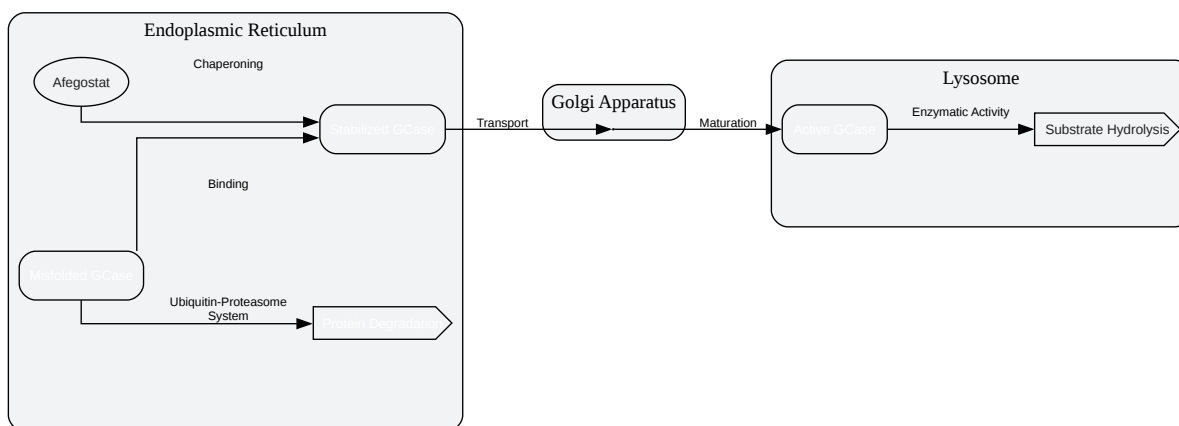 Endoplasmic Reticulum
Chaperoning
Afegostat
Stabilized GCase
Binding
Misfolded GCase
Ubiquitin-Proteasome
System
Protein Degradation
Transport
Golgi Apparatus
Maturation
Lysosome
Active GCase
Enzymatic Activity
Substrate Hydrolysis